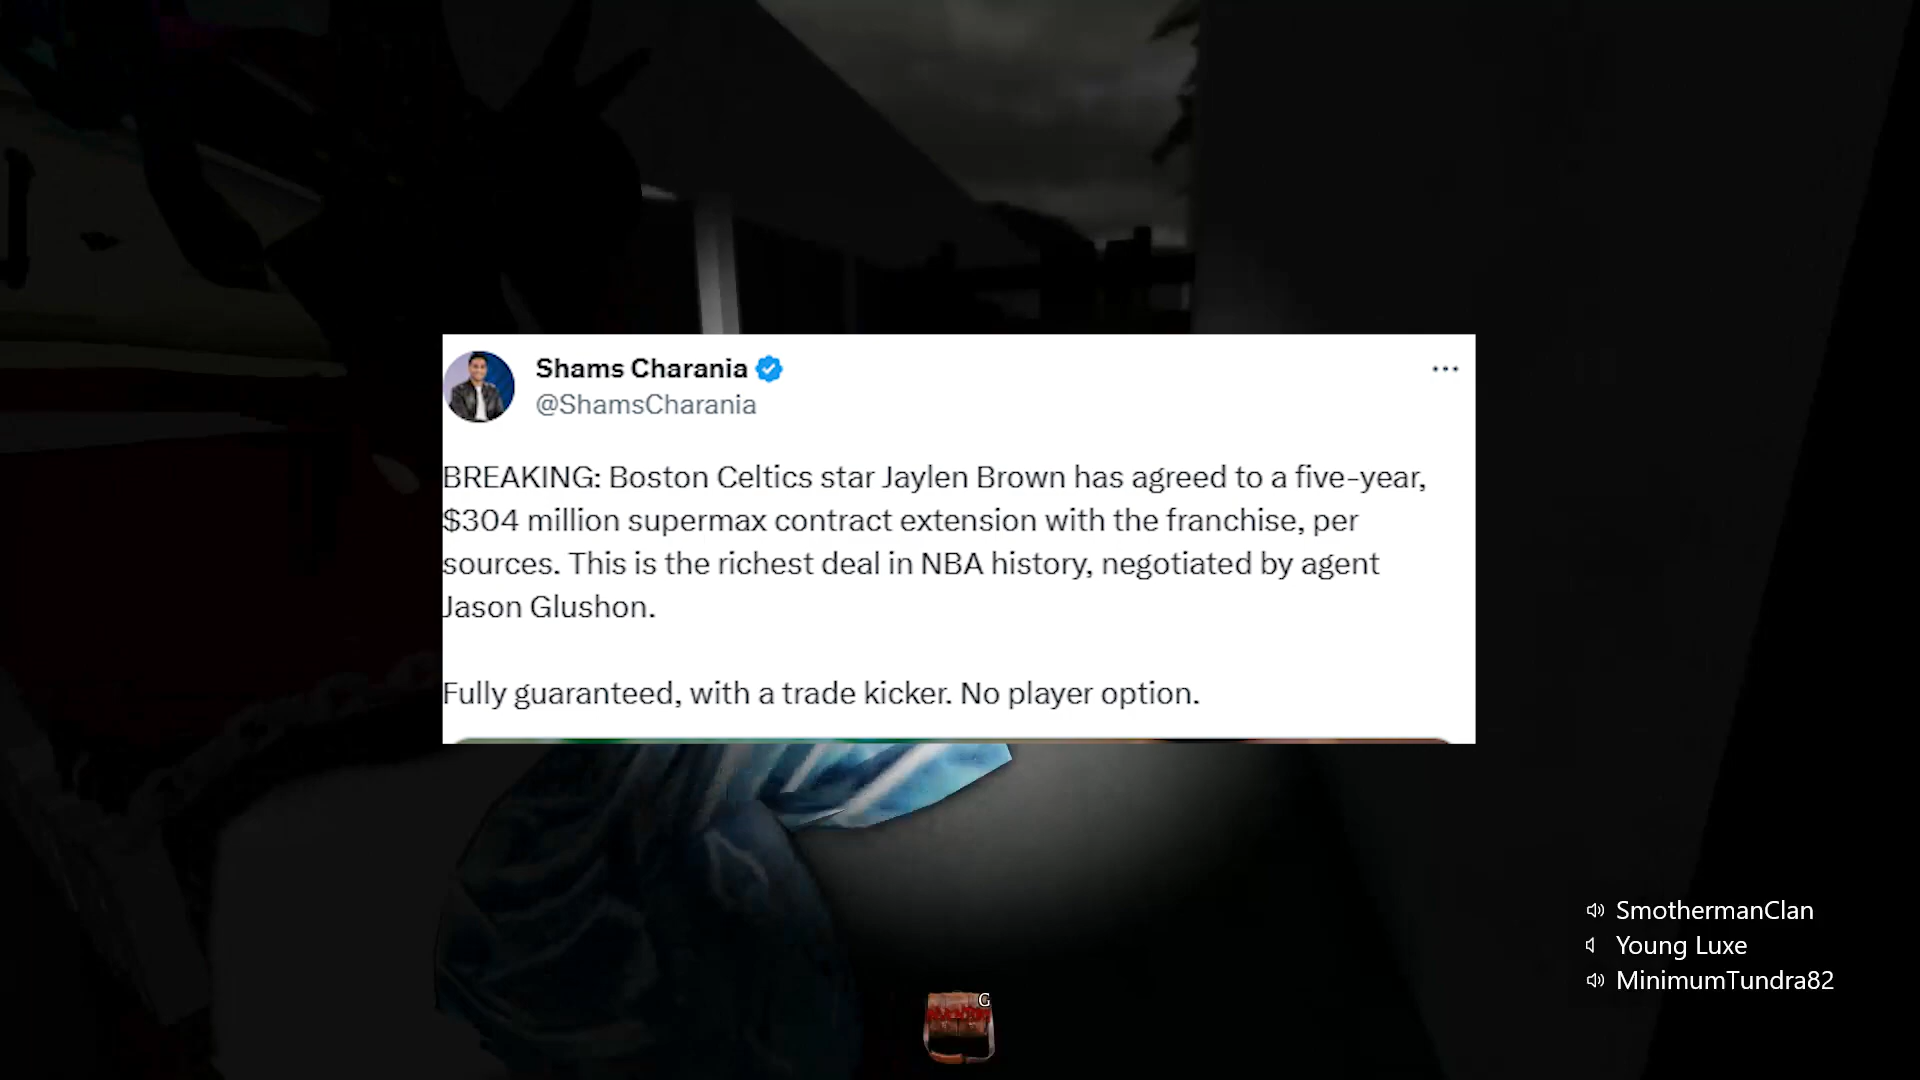 Shams Charania
@ShamsCharania
BREAKING: Boston Celtics star Jaylen Brown has agreed to a five-year,
$304 million supermax contract extension with the franchise, per
sources. This is the richest deal in NBA history, negotiated by agent
Jason Glushon.
Fully guaranteed, with a trade kicker. No player option.
SmothermanClan
Young Luxe
MinimumTundra82
G